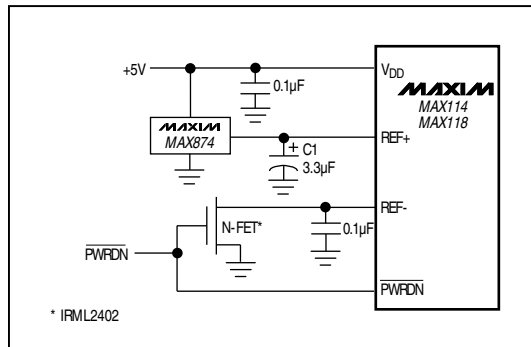 +5V
0.1µF
VDD
MAXIM
MAX114
MAX118
MAXIM
MAX874
REF+
+ C1
3.3µF
REF-
N-FET*
0.1µF
PWRDN
PWRDN
* IRML2402